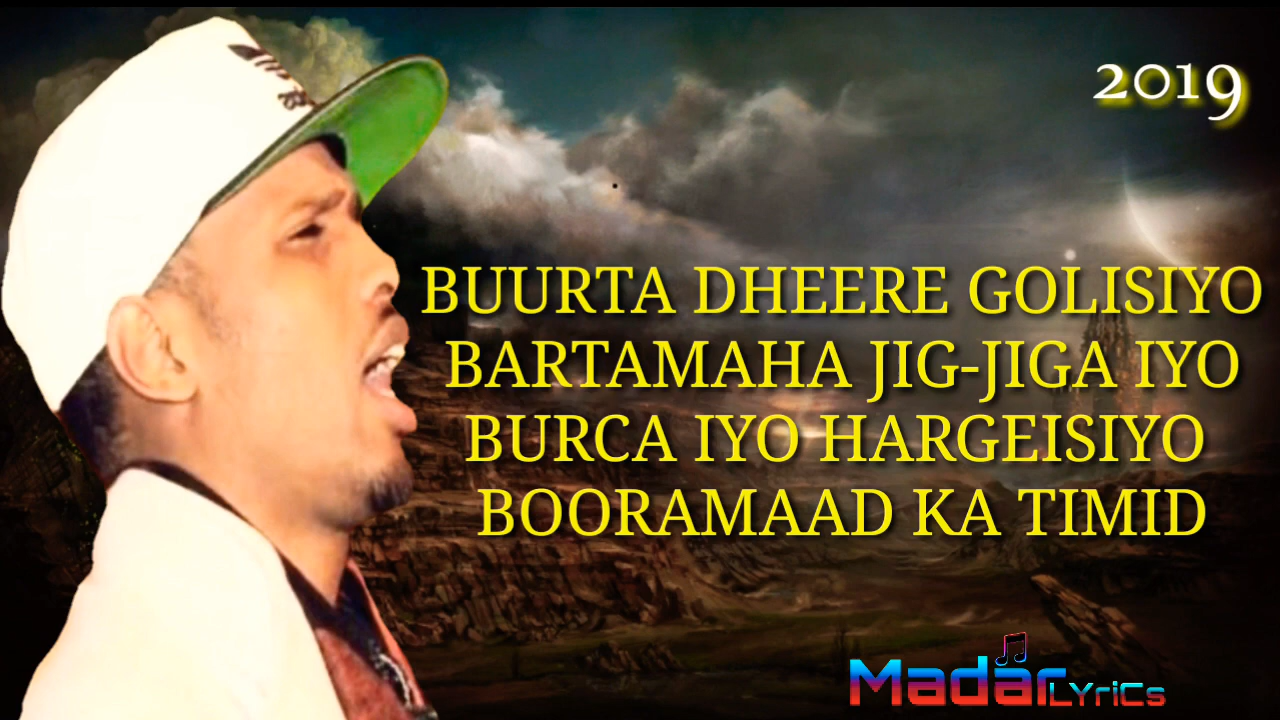 2019
BUURTA DHEERE GOLISIYO
BARTAMAHA JIG-JIGA IYO
BURCA IYO HARGEISIYO
BOORAMAAD KA TIMID
Madar LYriCs